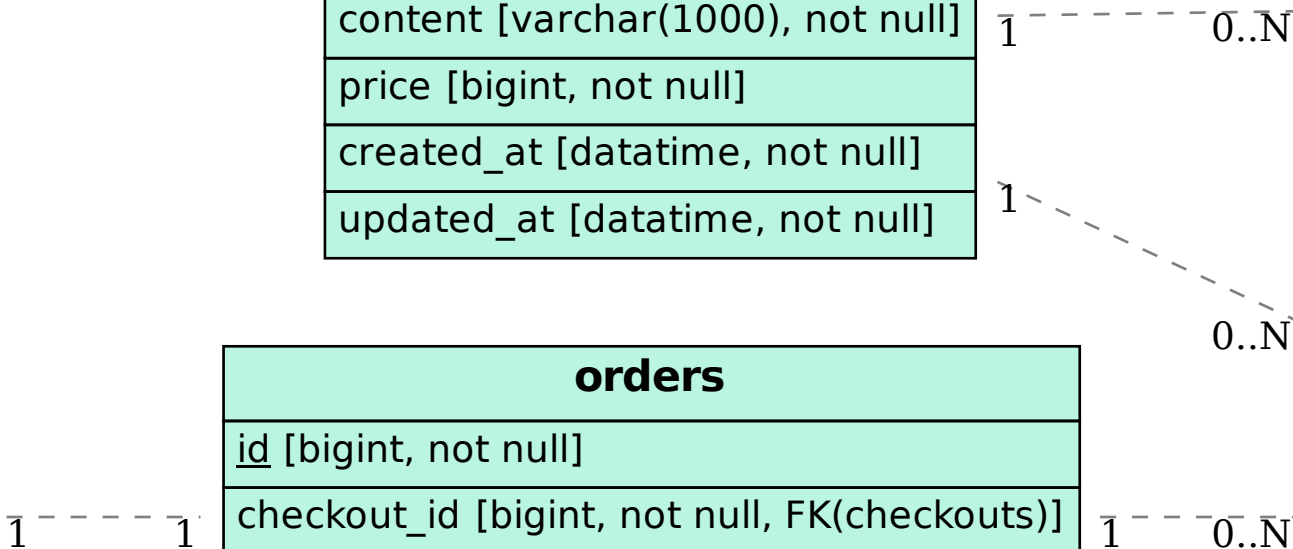 content [varchar(1000), not null]
1
0..N
price [bigint, not null]
created_at [datatime, not null]
1
updated_at [datatime, not null]
0..N
orders
id [bigint, not null]
1
1
checkout_id [bigint, not null, FK(checkouts)]
1
0..N